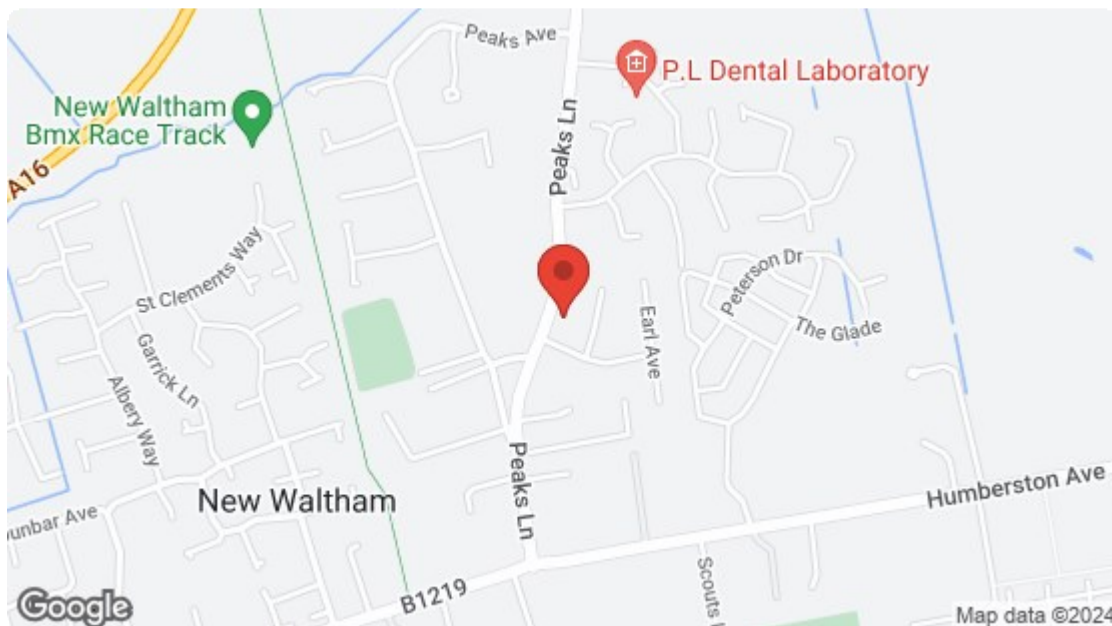 Peaks Ave
P.L Dental Laboratory
New Waltham
Bmx Race Track
A16
Peaks Ln
St Clements Way
Peterson Dr
The Glade
Earl Ave
Garrick Ln
Albery Way
Peaks Ln
New Waltham
Humberston Ave
B1219
Google
Map data ©2024